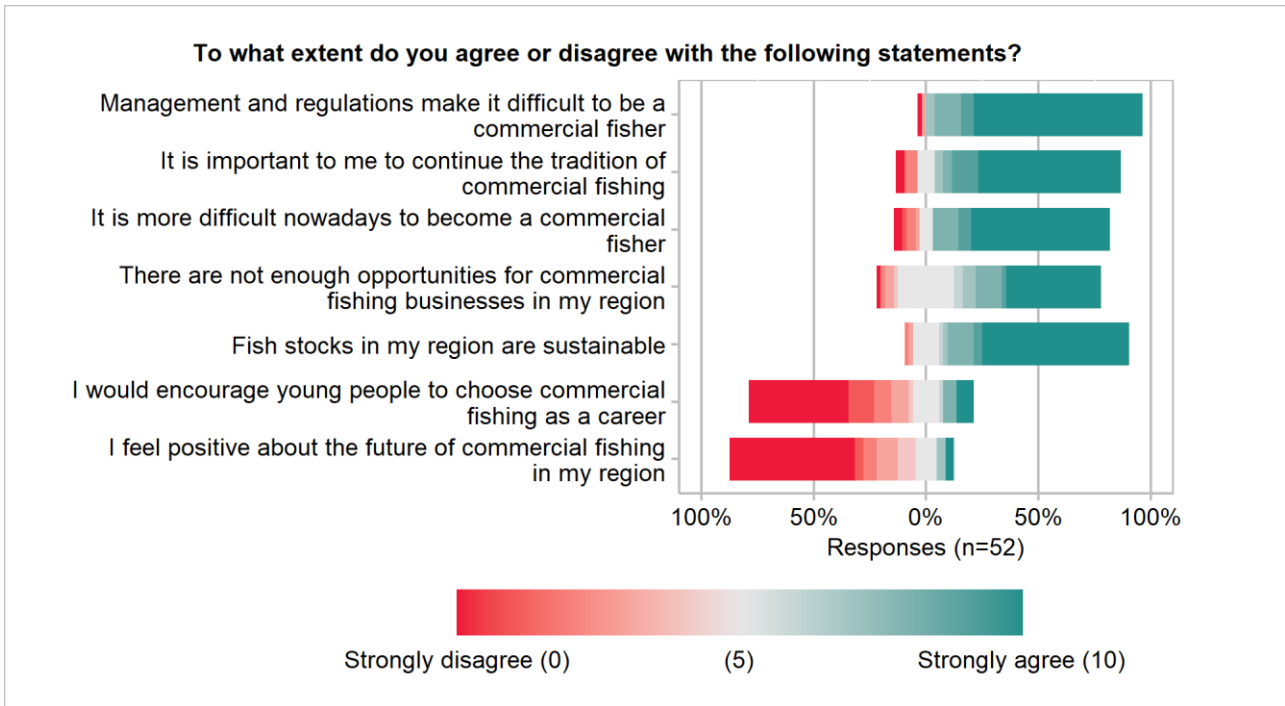 To what extent do you agree or disagree with the following statements?
Management and regulations make it difficult to be a
commercial fisher
It is important to me to continue the tradition of
commercial fishing
It is more difficult nowadays to become a commercial
fisher
There are not enough opportunities for commercial
fishing businesses in my region
Fish stocks in my region are sustainable
I would encourage young people to choose commercial
fishing as a career
I feel positive about the future of commercial fishing
in my region
100% 50% 0% 50% 100%
Responses (n=52)
Strongly disagree (0) (5) Strongly agree (10)